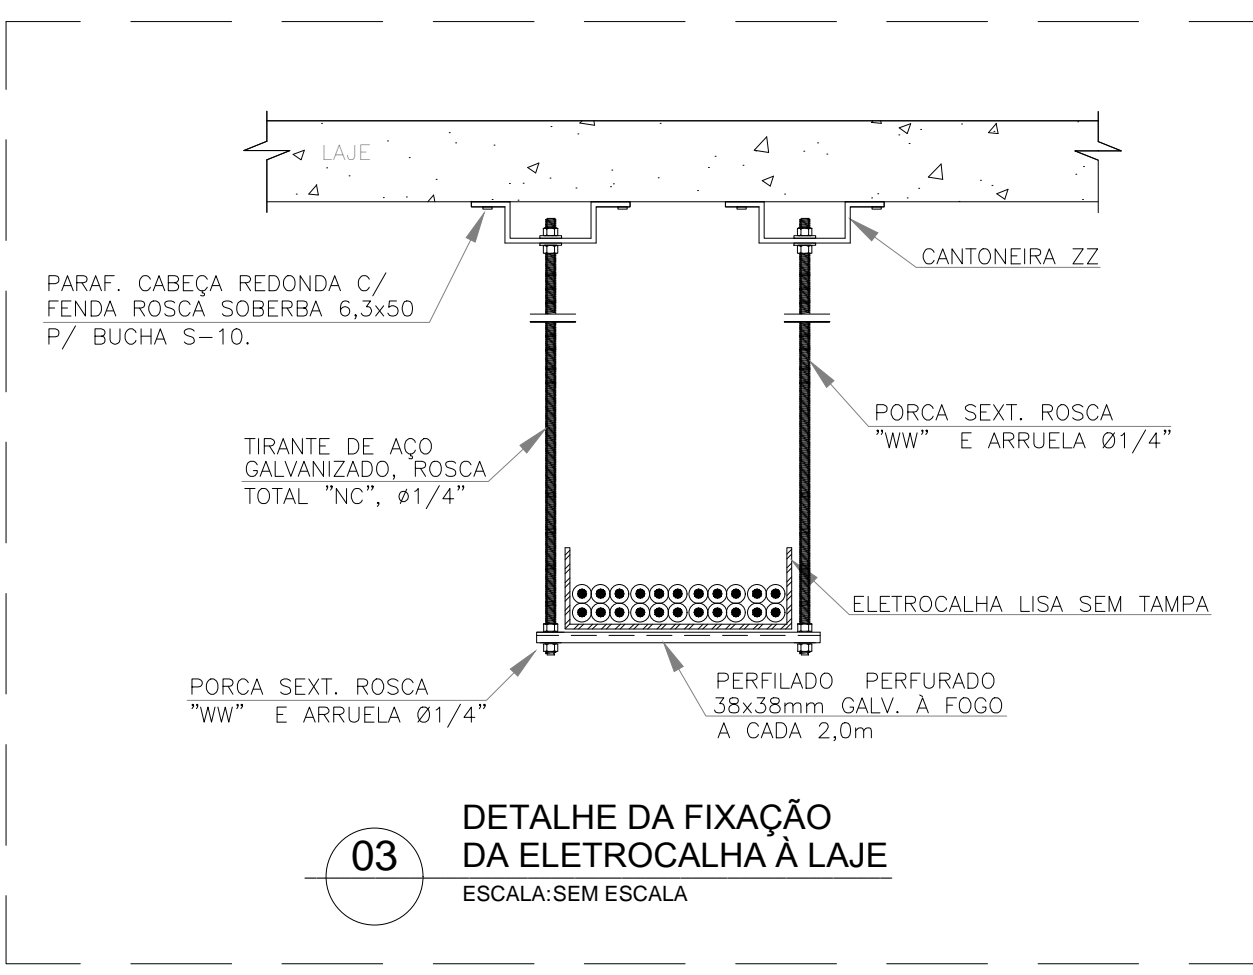 LAJE
CANTONEIRA ZZ
PARAF. CABEÇA REDONDA C/
FENDA ROSCA SOBERBA 6,3x50
P/ BUCHA S-10.
PORCA SEXT. ROSCA
"WW" E ARRUELA Ø1/4"
TIRANTE DE AÇO
GALVANIZADO, ROSCA
TOTAL "NC", ø1/4"
ELETROCALHA LISA SEM TAMPA
PORCA SEXT. ROSCA
"WW" E ARRUELA Ø1/4"
PERFILADO PERFURADO
38x38mm GALV. À FOGO
A CADA 2,0m
03
DETALHE DA FIXAÇÃO
DA ELETROCALHA À LAJE
ESCALA:SEM ESCALA